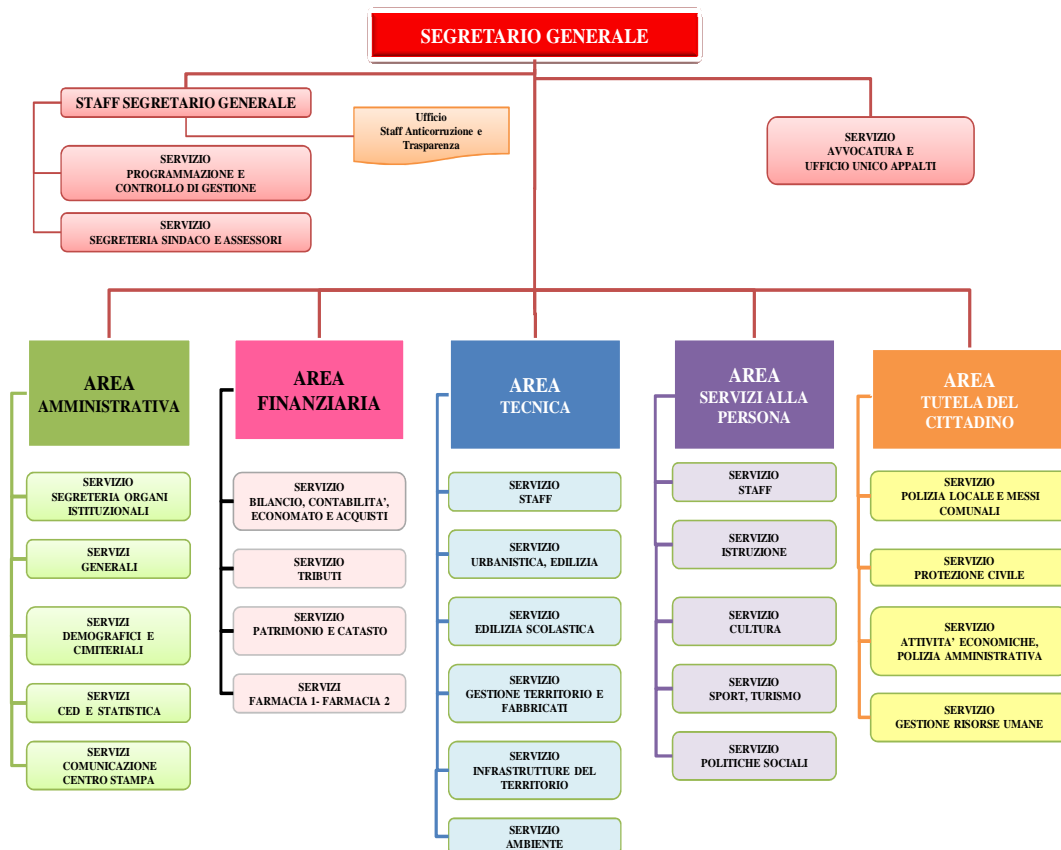 SEGRETARIO GENERALE
STAFF SEGRETARIO GENERALE
Ufficio
Staff Anticorruzione e
Trasparenza
SERVIZIO
AVVOCATURA E
UFFICIO UNICO APPALTI
SERVIZIO
PROGRAMMAZIONE E
CONTROLLO DI GESTIONE
SERVIZIO
SEGRETERIA SINDACO E ASSESSORI
AREA
AMMINISTRATIVA
SERVIZIO
SEGRETERIA ORGANI
ISTITUZIONALI
SERVIZI
GENERALI
SERVIZI
DEMOGRAFICI E
CIMITERIALI
SERVIZI
CED E STATISTICA
SERVIZI
COMUNICAZIONE
CENTRO STAMPA
AREA
FINANZIARIA
SERVIZIO
BILANCIO, CONTABILITA’,
ECONOMATO E ACQUISTI
SERVIZIO
TRIBUTI
SERVIZIO
PATRIMONIO E CATASTO
SERVIZI
FARMACIA 1- FARMACIA 2
AREA
TECNICA
SERVIZIO
STAFF
SERVIZIO
URBANISTICA, EDILIZIA
SERVIZIO
EDILIZIA SCOLASTICA
SERVIZIO
GESTIONE TERRITORIO E
FABBRICATI
SERVIZIO
INFRASTRUTTURE DEL
TERRITORIO
SERVIZIO
AMBIENTE
AREA
SERVIZI ALLA
PERSONA
SERVIZIO
STAFF
SERVIZIO
ISTRUZIONE
SERVIZIO
CULTURA
SERVIZIO
SPORT, TURISMO
SERVIZIO
POLITICHE SOCIALI
AREA
TUTELA DEL
CITTADINO
SERVIZIO
POLIZIA LOCALE E MESSI
COMUNALI
SERVIZIO
PROTEZIONE CIVILE
SERVIZIO
ATTIVITA’ ECONOMICHE,
POLIZIA AMMINISTRATIVA
SERVIZIO
GESTIONE RISORSE UMANE